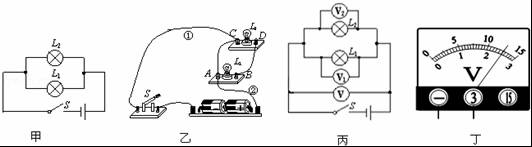 L₂
L₁
S
甲
①
C
L₁
D
L₂
A
B
S
②
乙
V₂
L₂
L₁
V₁
V
S
丙
0 5 10 15
0 1 2 3
V
− 3 15
丁